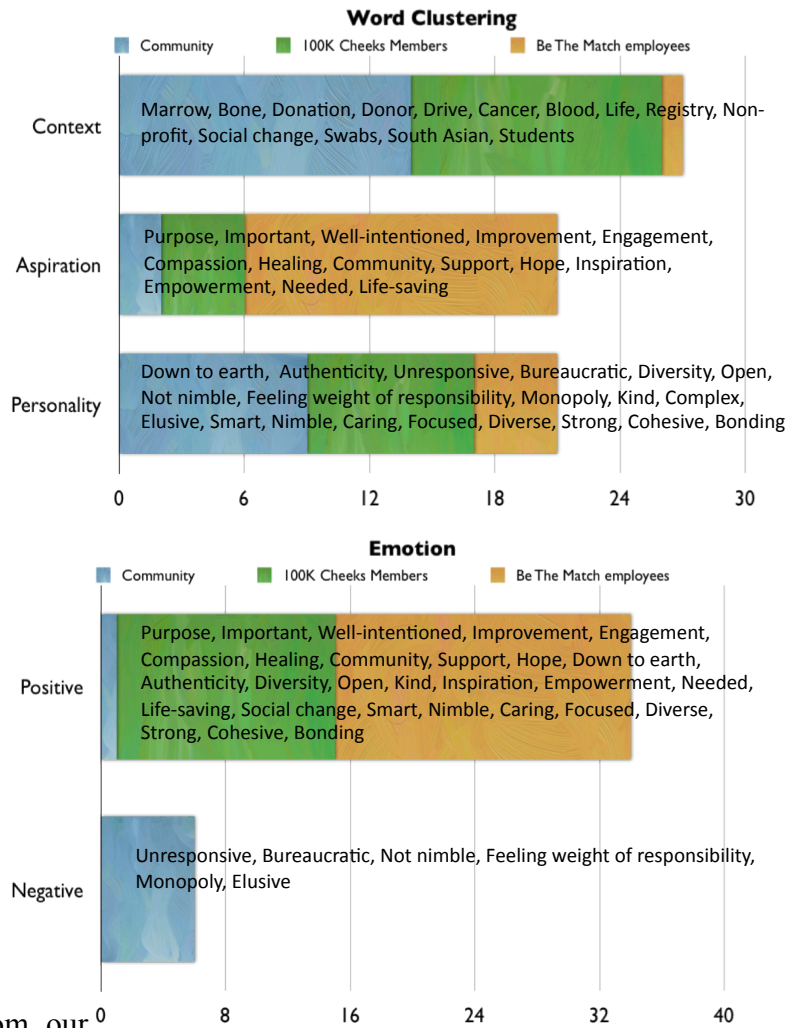 Word Clustering
Community 100K Cheeks Members Be The Match employees
Context
Marrow, Bone, Donation, Donor, Drive, Cancer, Blood, Life, Registry, Non-
profit, Social change, Swabs, South Asian, Students
Aspiration
Purpose, Important, Well-intentioned, Improvement, Engagement,
Compassion, Healing, Community, Support, Hope, Inspiration,
Empowerment, Needed, Life-saving
Personality
Down to earth, Authenticity, Unresponsive, Bureaucratic, Diversity, Open,
Not nimble, Feeling weight of responsibility, Monopoly, Kind, Complex,
Elusive, Smart, Nimble, Caring, Focused, Diverse, Strong, Cohesive, Bonding
0 6 12 18 24 30
Emotion
Community 100K Cheeks Members Be The Match employees
Positive
Purpose, Important, Well-intentioned, Improvement, Engagement,
Compassion, Healing, Community, Support, Hope, Down to earth,
Authenticity, Diversity, Open, Kind, Inspiration, Empowerment, Needed,
Life-saving, Social change, Smart, Nimble, Caring, Focused, Diverse,
Strong, Cohesive, Bonding
Negative
Unresponsive, Bureaucratic, Not nimble, Feeling weight of responsibility,
Monopoly, Elusive
our 0 8 16 24 32 40